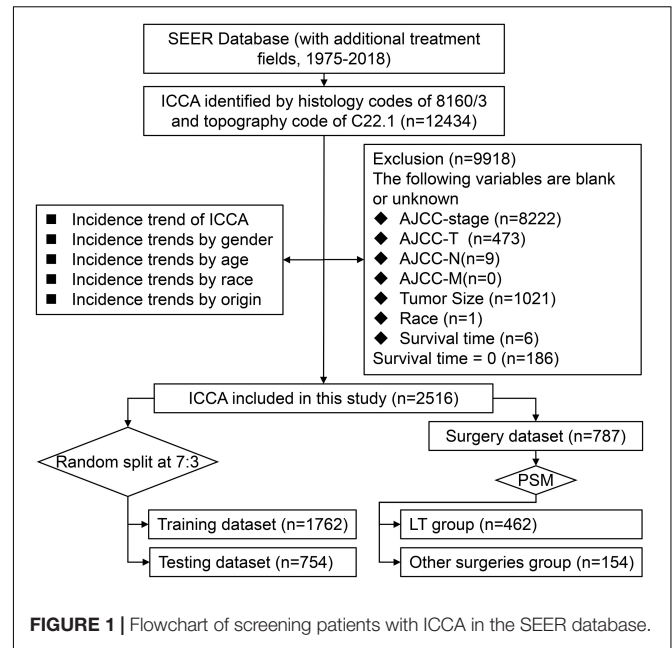 SEER Database (with additional treatment
fields, 1975-2018)
ICCA identified by histology codes of 8160/3
and topography code of C22.1 (n=12434)
■ Incidence trend of ICCA
■ Incidence trends by gender
■ Incidence trends by age
■ Incidence trends by race
■ Incidence trends by origin
Exclusion (n=9918)
The following variables are blank
or unknown
◆ AJCC-stage (n=8222)
◆ AJCC-T (n=473)
◆ AJCC-N(n=9)
◆ AJCC-M(n=0)
◆ Tumor Size (n=1021)
◆ Race (n=1)
◆ Survival time (n=6)
Survival time = 0 (n=186)
ICCA included in this study (n=2516)
Random split at 7:3
Training dataset (n=1762)
Testing dataset (n=754)
Surgery dataset (n=787)
PSM
LT group (n=462)
Other surgeries group (n=154)
FIGURE 1 | Flowchart of screening patients with ICCA in the SEER database.